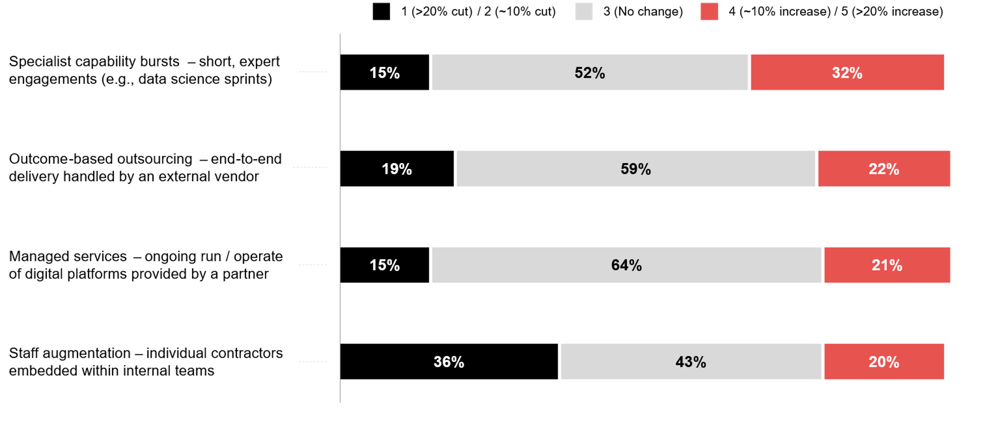 1 (>20% cut) / 2 (~10% cut) 3 (No change) 4 (~10% increase) / 5 (>20% increase)
Specialist capability bursts – short, expert
engagements (e.g., data science sprints)
15% 52% 32%
Outcome-based outsourcing – end-to-end
delivery handled by an external vendor
19% 59% 22%
Managed services – ongoing run / operate
of digital platforms provided by a partner
15% 64% 21%
Staff augmentation – individual contractors
embedded within internal teams
36% 43% 20%